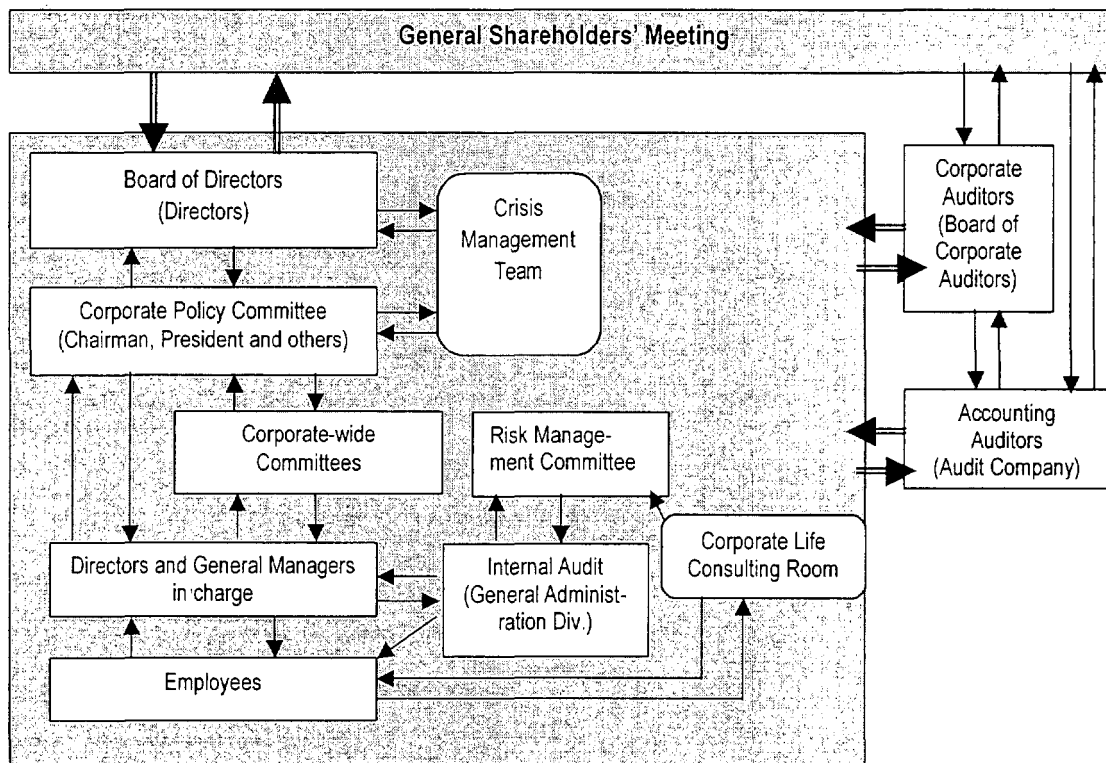 General Shareholders' Meeting
Board of Directors
(Directors)
Crisis
Management
Team
Corporate
Auditors
(Board of
Corporate
Auditors)
Corporate Policy Committee
(Chairman, President and others)
Corporate-wide
Committees
Risk Manage-
ment Committee
Accounting
Auditors
(Audit Company)
Directors and General Managers
in charge
Internal Audit
(General Administ-
ration Div.)
Corporate Life
Consulting Room
Employees